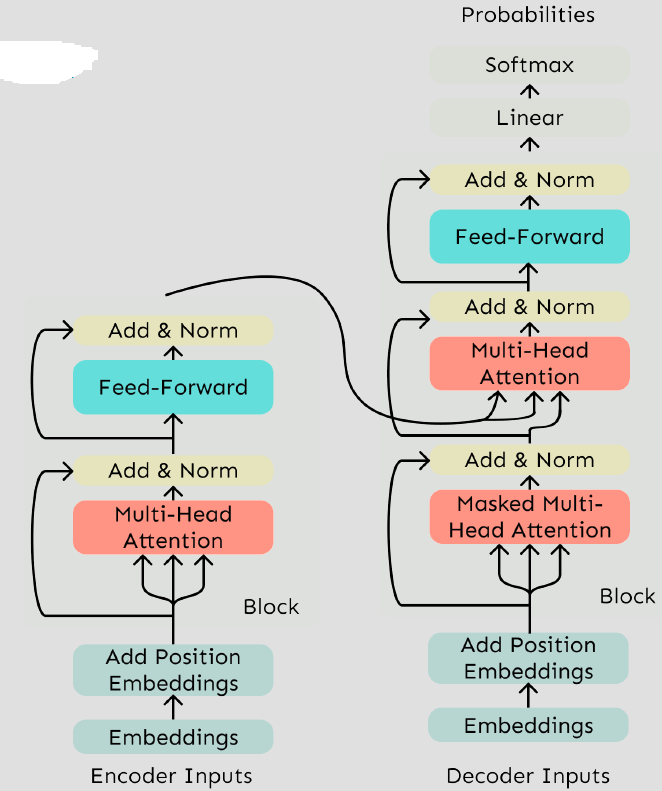 Probabilities
Softmax
Linear
Add & Norm
Feed-Forward
Add & Norm
Multi-Head
Attention
Add & Norm
Masked Multi-
Head Attention
Block
Add Position
Embeddings
Embeddings
Decoder Inputs
Add & Norm
Feed-Forward
Add & Norm
Multi-Head
Attention
Block
Add Position
Embeddings
Embeddings
Encoder Inputs